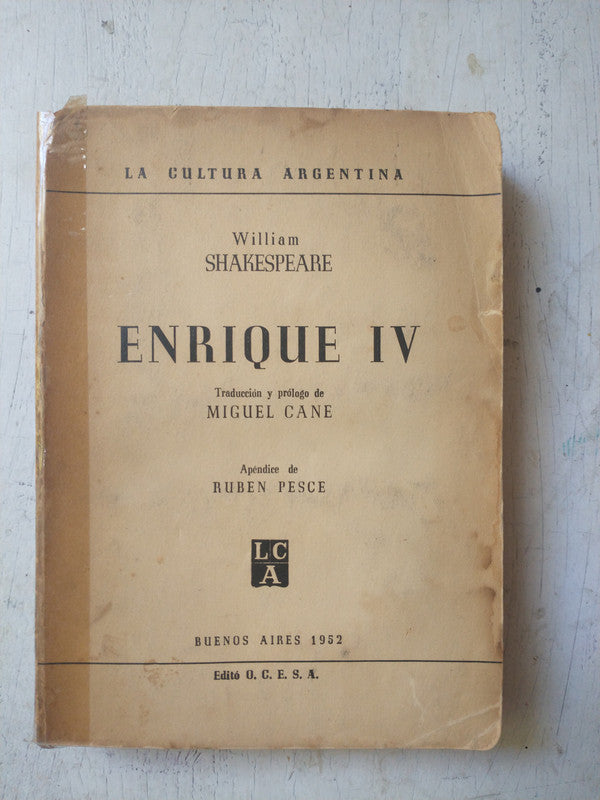 LA CULTURA ARGENTINA
William
SHAKESPEARE
ENRIQUE IV
Traducción y prólogo de
MIGUEL CANE
Apéndice de
RUBEN PESCE
LC
A
BUENOS AIRES 1952
Editó O. C. E. S. A.